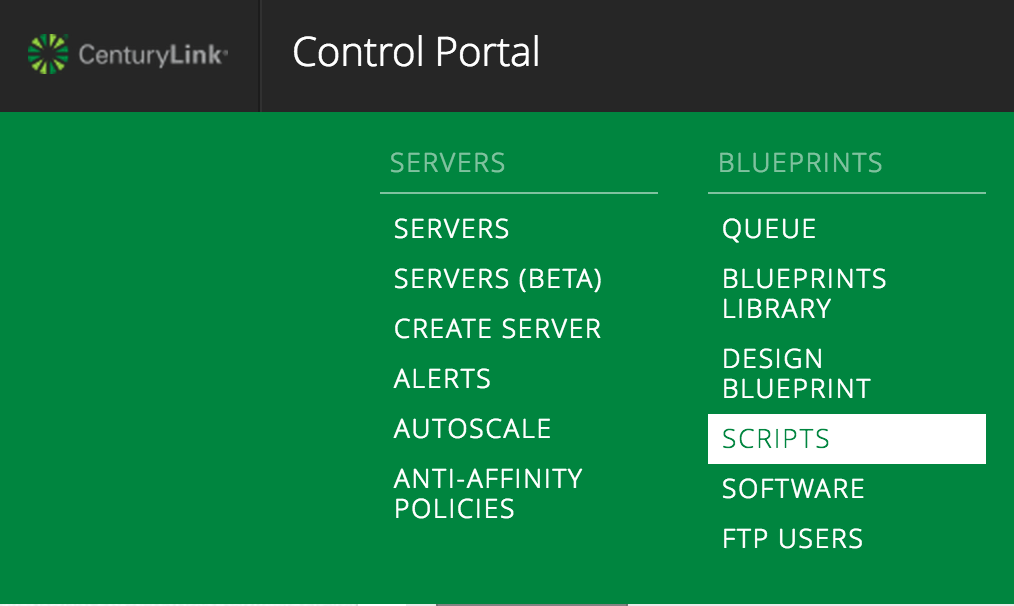 CenturyLink®
Control Portal
SERVERS
SERVERS
SERVERS (BETA)
CREATE SERVER
ALERTS
AUTOSCALE
ANTI-AFFINITY
POLICIES
BLUEPRINTS
QUEUE
BLUEPRINTS
LIBRARY
DESIGN
BLUEPRINT
SCRIPTS
SOFTWARE
FTP USERS